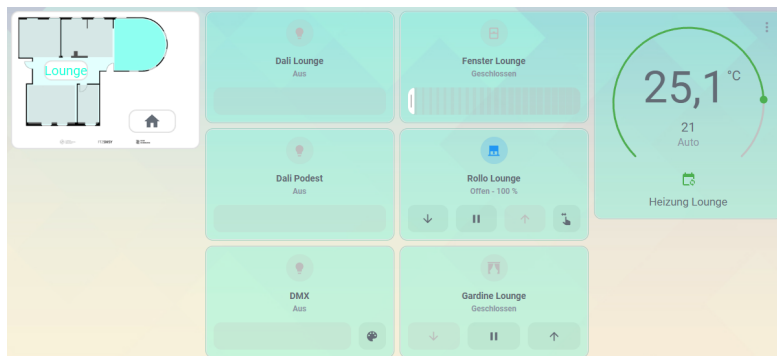 Lounge
Dali Lounge
Aus
Fenster Lounge
Geschlossen
25,1 °C
21
Auto
Heizung Lounge
Dali Podest
Aus
Rollo Lounge
Offen - 100 %
DMX
Aus
Gardine Lounge
Geschlossen